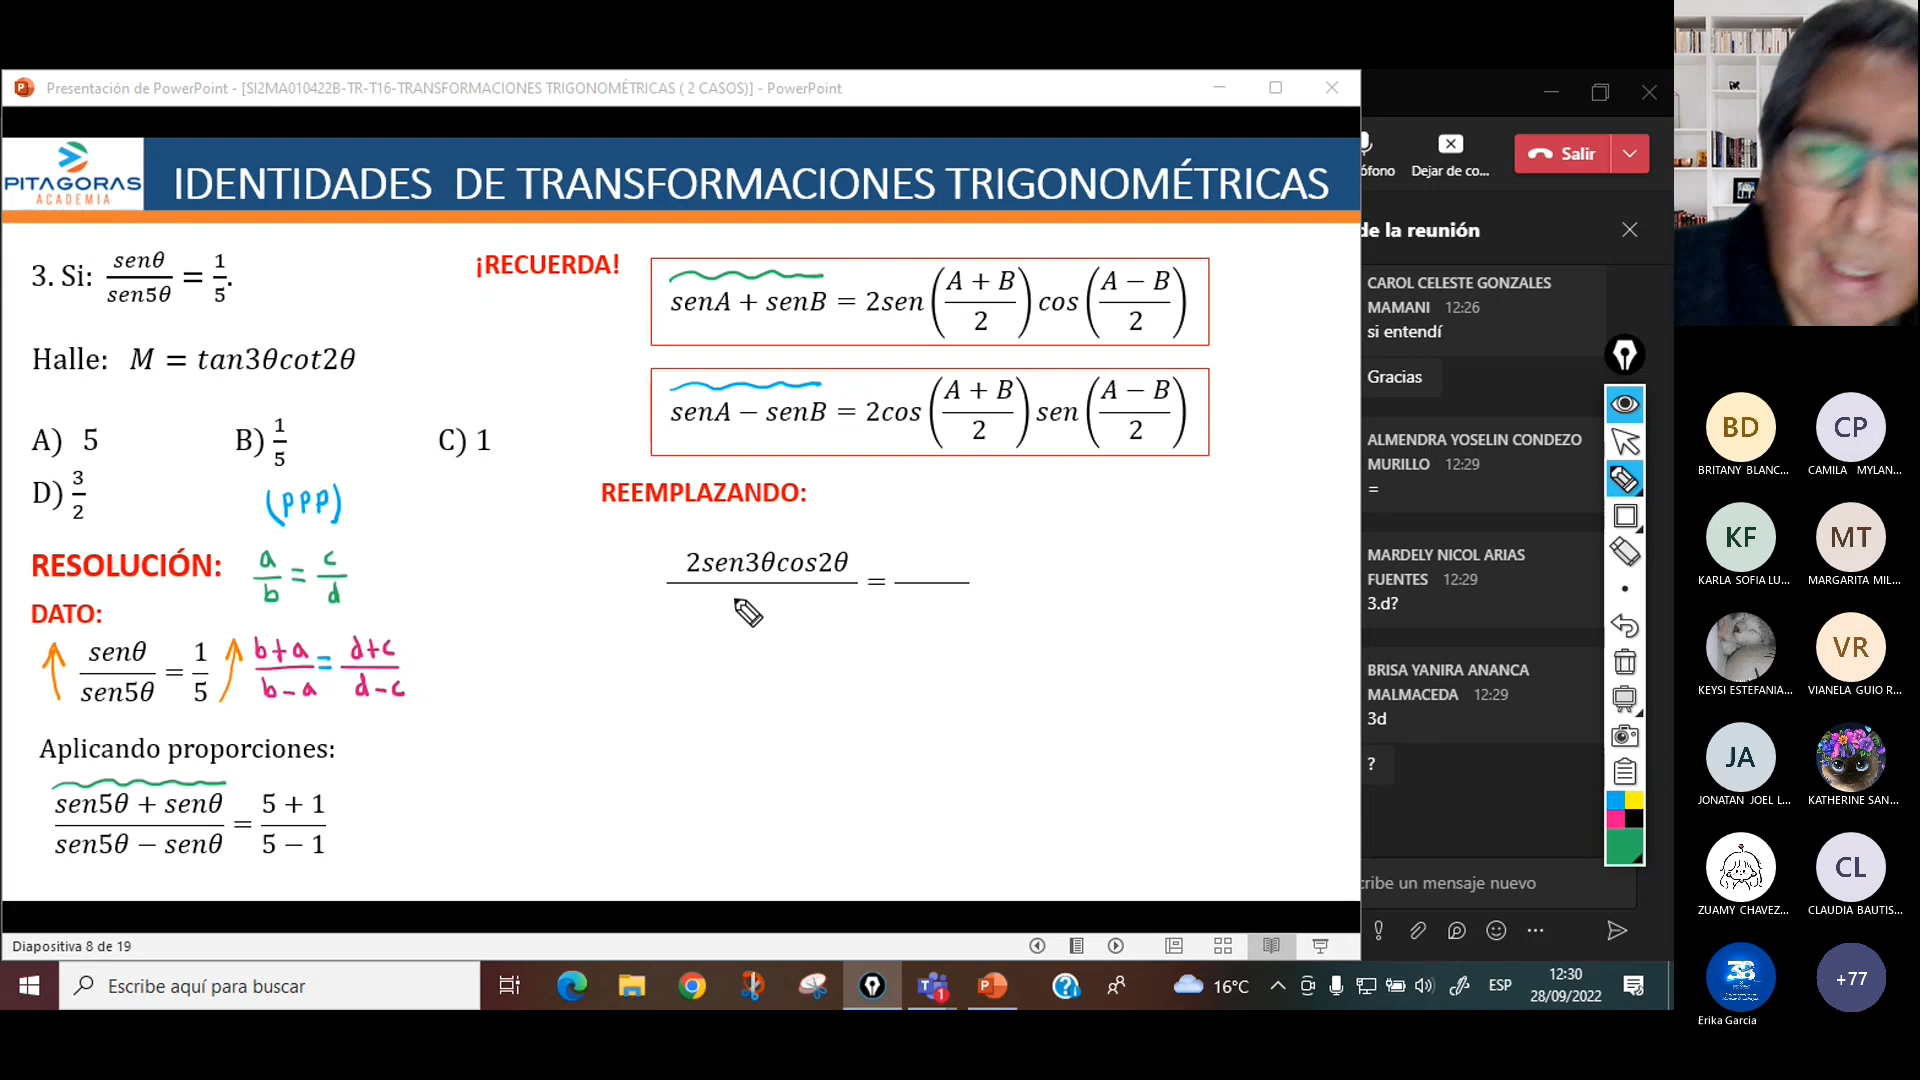 Presentación de PowerPoint - [SI2MA010422B-TR-T16-TRANSFORMACIONES TRIGONOMÉTRICAS ( 2 CASOS)] - PowerPoint
PITAGORAS
ACADEMIA
IDENTIDADES DE TRANSFORMACIONES TRIGONOMÉTRICAS
3. Si: senθ/sen5θ = 1/5.
Halle: M = tan3θcot2θ
A) 5 B) 1/5 C) 1
D) 3/2
(PPP)
RESOLUCIÓN: a/b = c/d
DATO:
senθ/sen5θ = 1/5
b+a/b-a = d+c/d-c
Aplicando proporciones:
sen5θ + senθ/sen5θ − senθ = 5 + 1/5 − 1
¡RECUERDA!
senA + senB = 2sen((A + B)/2) cos((A − B)/2)
senA − senB = 2cos((A + B)/2) sen((A − B)/2)
REEMPLAZANDO:
2sen3θcos2θ =
Diapositiva 8 de 19
ófono
Dejar de co...
Salir
de la reunión
CAROL CELESTE GONZALES
MAMANI 12:26
si entendí
Gracias
ALMENDRA YOSELIN CONDEZO
MURILLO 12:29
=
MARDELY NICOL ARIAS
FUENTES 12:29
3.d?
BRISA YANIRA ANANCA
MALMACEDA 12:29
3d
?
cribe un mensaje nuevo
BD
BRITANY BLANC...
CP
CAMILA MYLAN...
KF
KARLA SOFIA LU...
MT
MARGARITA MIL...
KEYSI ESTEFANIA...
VR
VIANELA GUIO R...
JA
JONATAN JOEL L...
KATHERINE SAN...
ZUAMY CHAVEZ...
CL
CLAUDIA BAUTIS...
Erika Garcia
+77
Escribe aquí para buscar
1
16°C
ESP
12:30
28/09/2022